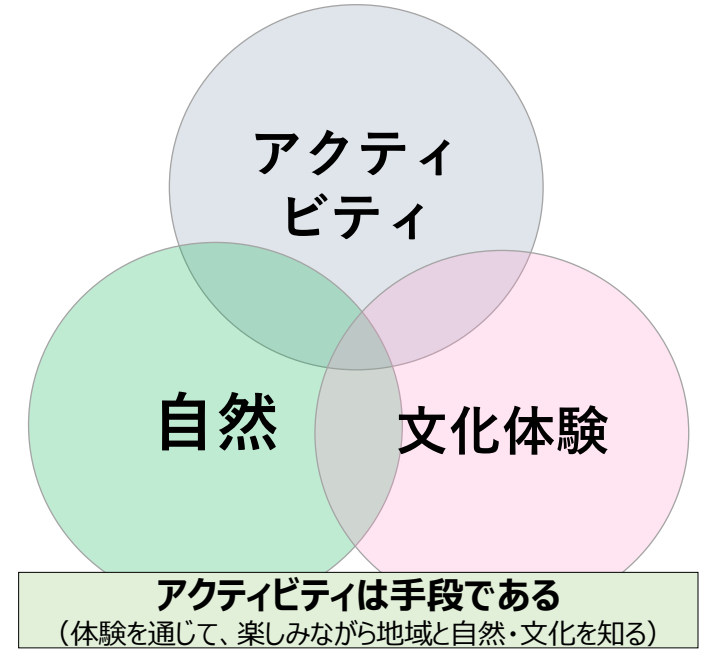 アクティ
ビティ
自然
文化体験
アクティビティは手段である
（体験を通じて、楽しみながら地域と自然・文化を知る）